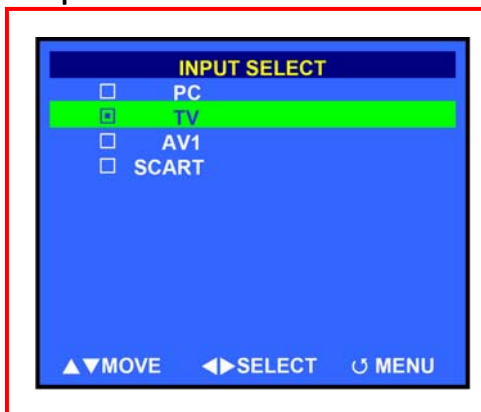 INPUT SELECT
☐ PC
▣ TV
☐ AV1
☐ SCART
▲▼MOVE ◀▶SELECT ↺ MENU